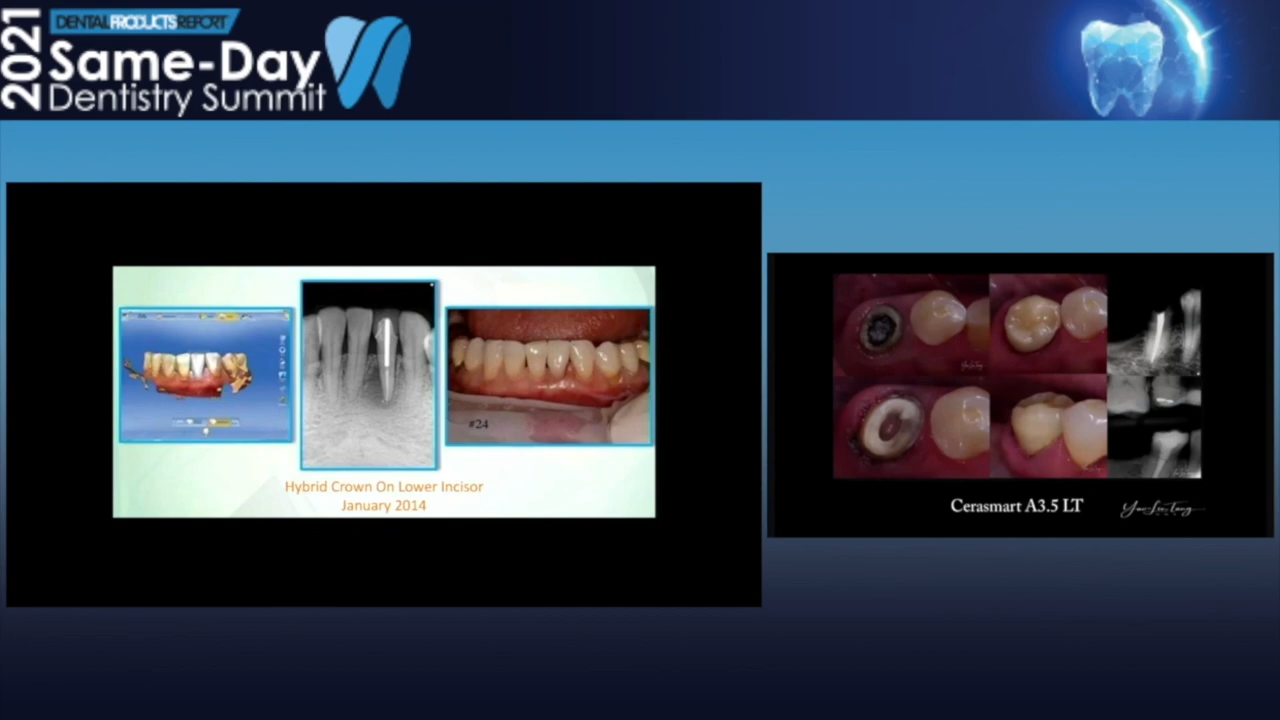 2021
DENTAL PRODUCTS REPORT
Same-Day
Dentistry Summit
#24
Hybrid Crown On Lower Incisor
January 2014
Cerasmart A3.5 LT